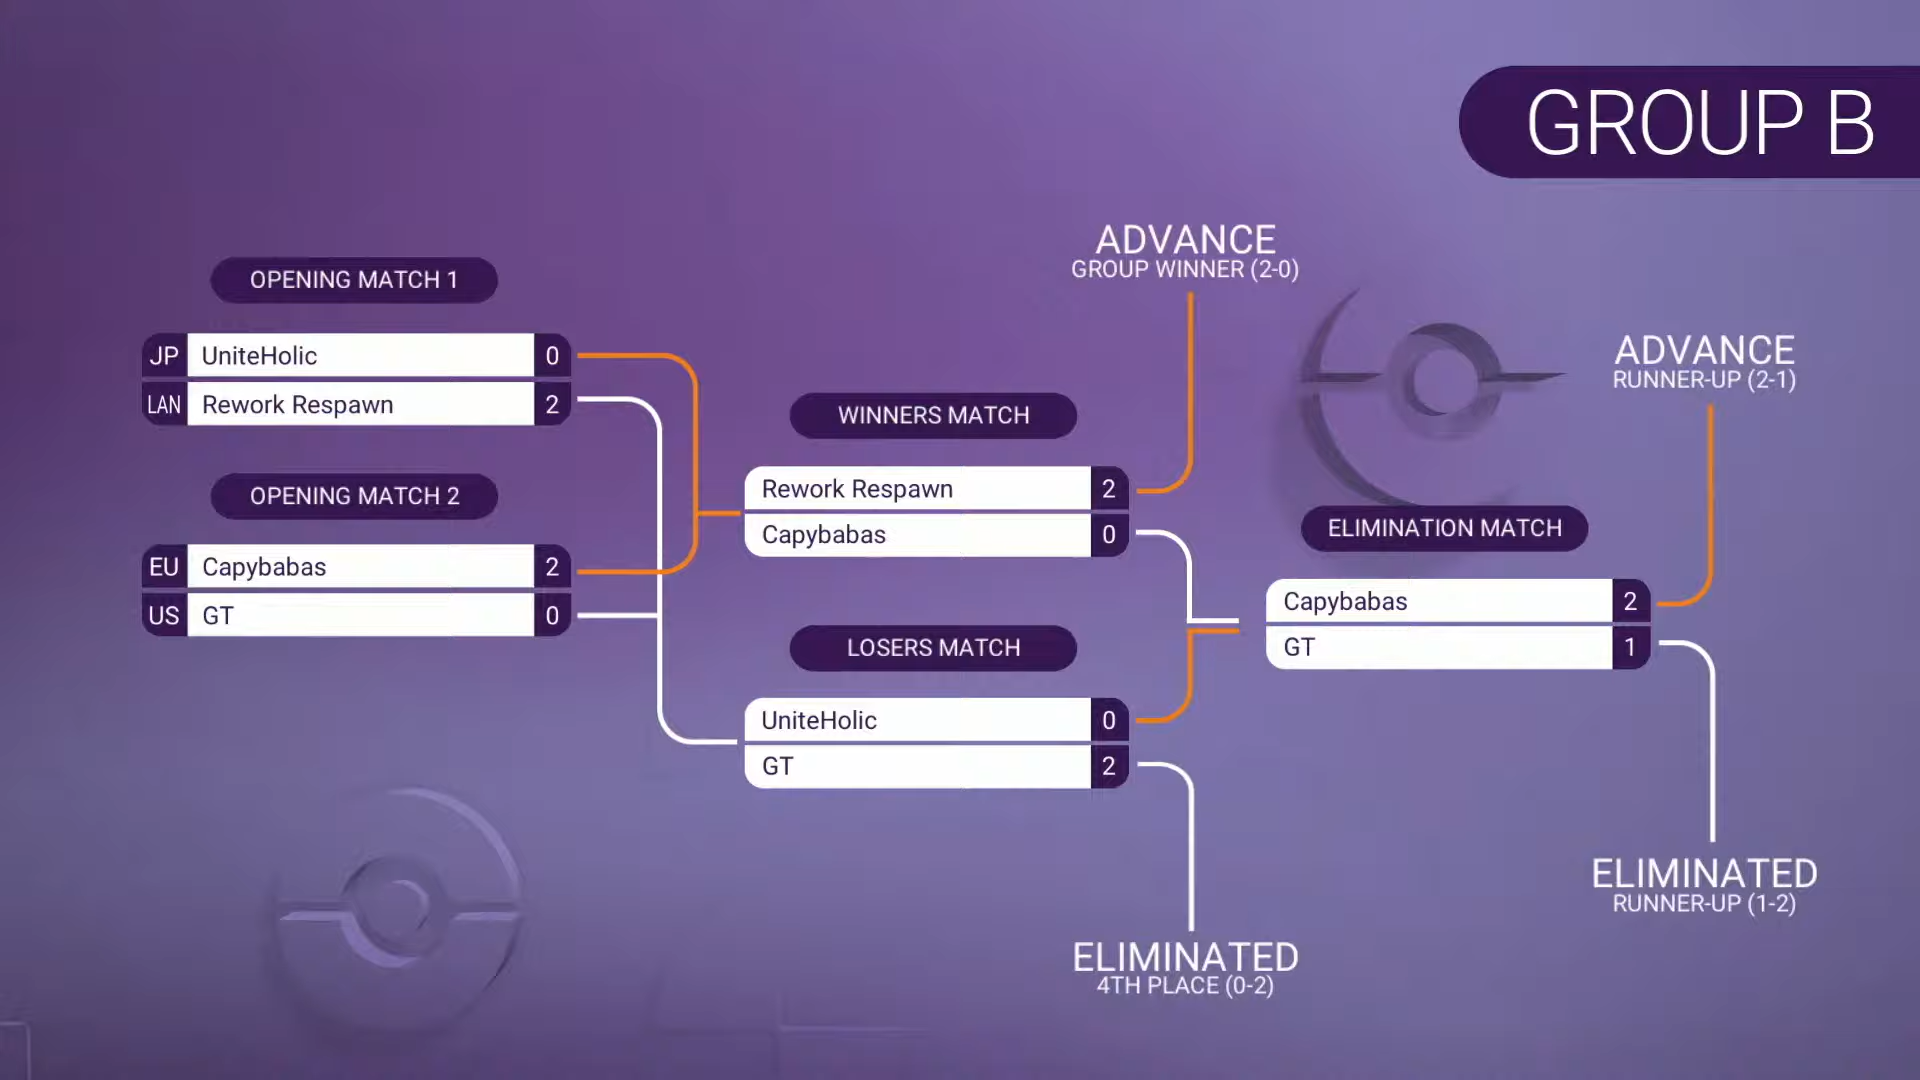 GROUP B
ADVANCE
GROUP WINNER (2-0)
OPENING MATCH 1
JP UniteHolic 0
LAN Rework Respawn 2
ADVANCE
RUNNER-UP (2-1)
WINNERS MATCH
Rework Respawn 2
Capybabas 0
OPENING MATCH 2
EU Capybabas 2
US GT 0
ELIMINATION MATCH
Capybabas 2
GT 1
LOSERS MATCH
UniteHolic 0
GT 2
ELIMINATED
RUNNER-UP (1-2)
ELIMINATED
4TH PLACE (0-2)